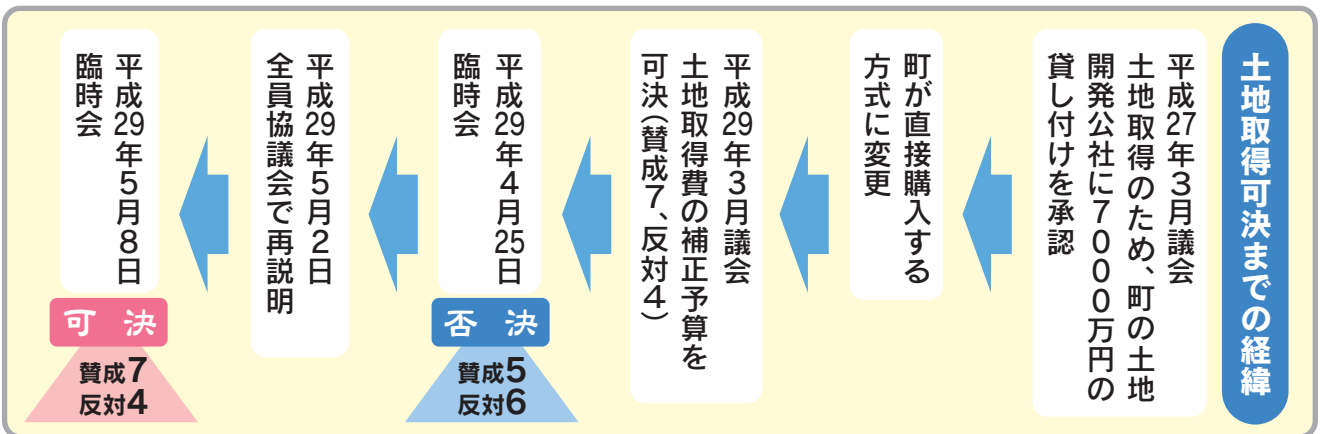 土地取得可決までの経緯
平成27年3月議会
土地取得のため、町の土地
開発公社に7000万円の
貸し付けを承認
町が直接購入する
方式に変更
平成29年3月議会
土地取得費の補正予算を
可決(賛成7、反対4)
平成29年4月25日
臨時会
否決
賛成5
反対6
平成29年5月2日
全員協議会で再説明
平成29年5月8日
臨時会
可決
賛成7
反対4